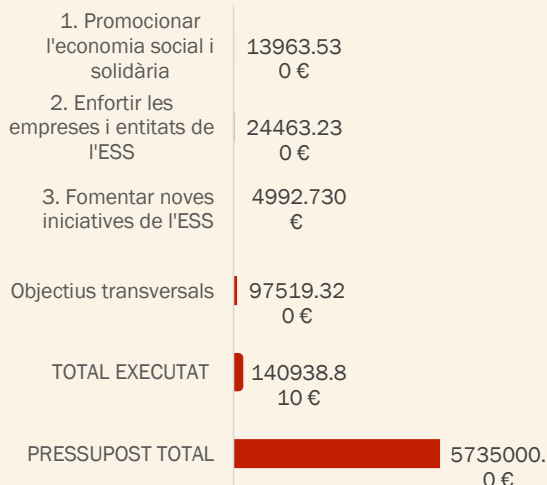 1. Promocionar
l'economia social i
solidària
13963.53
0 €
2. Enfortir les
empreses i entitats de
l'ESS
24463.23
0 €
3. Fomentar noves
iniciatives de l'ESS
4992.730
€
Objectius transversals
97519.32
0 €
TOTAL EXECUTAT
140938.8
10 €
PRESSUPOST TOTAL
5735000.
0 €